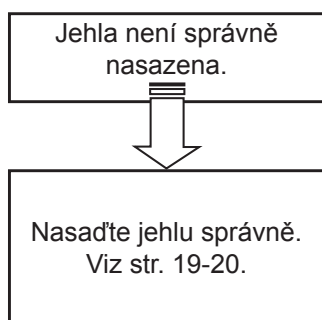 Jehla není správně
nasazena.
Nasaďte jehlu správně.
Viz str. 19-20.